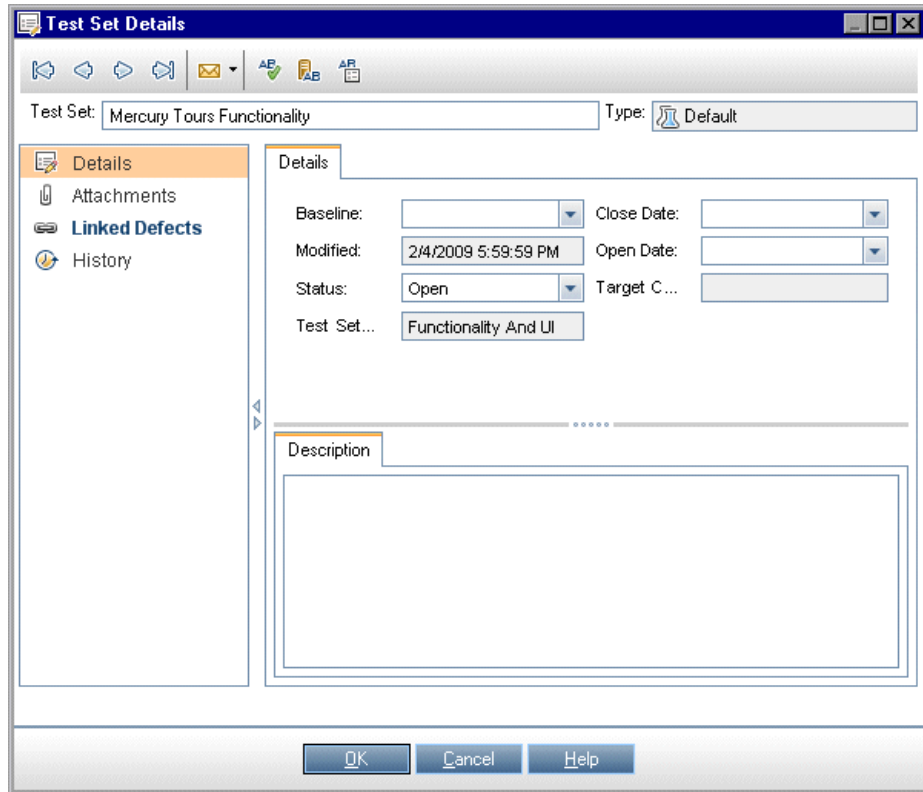 Test Set Details
Test Set: Mercury Tours Functionality Type: Default
Details
Attachments
Linked Defects
History
Details
Baseline: Close Date:
Modified: 2/4/2009 5:59:59 PM Open Date:
Status: Open Target C...
Test Set... Functionality And UI
Description
OK Cancel Help